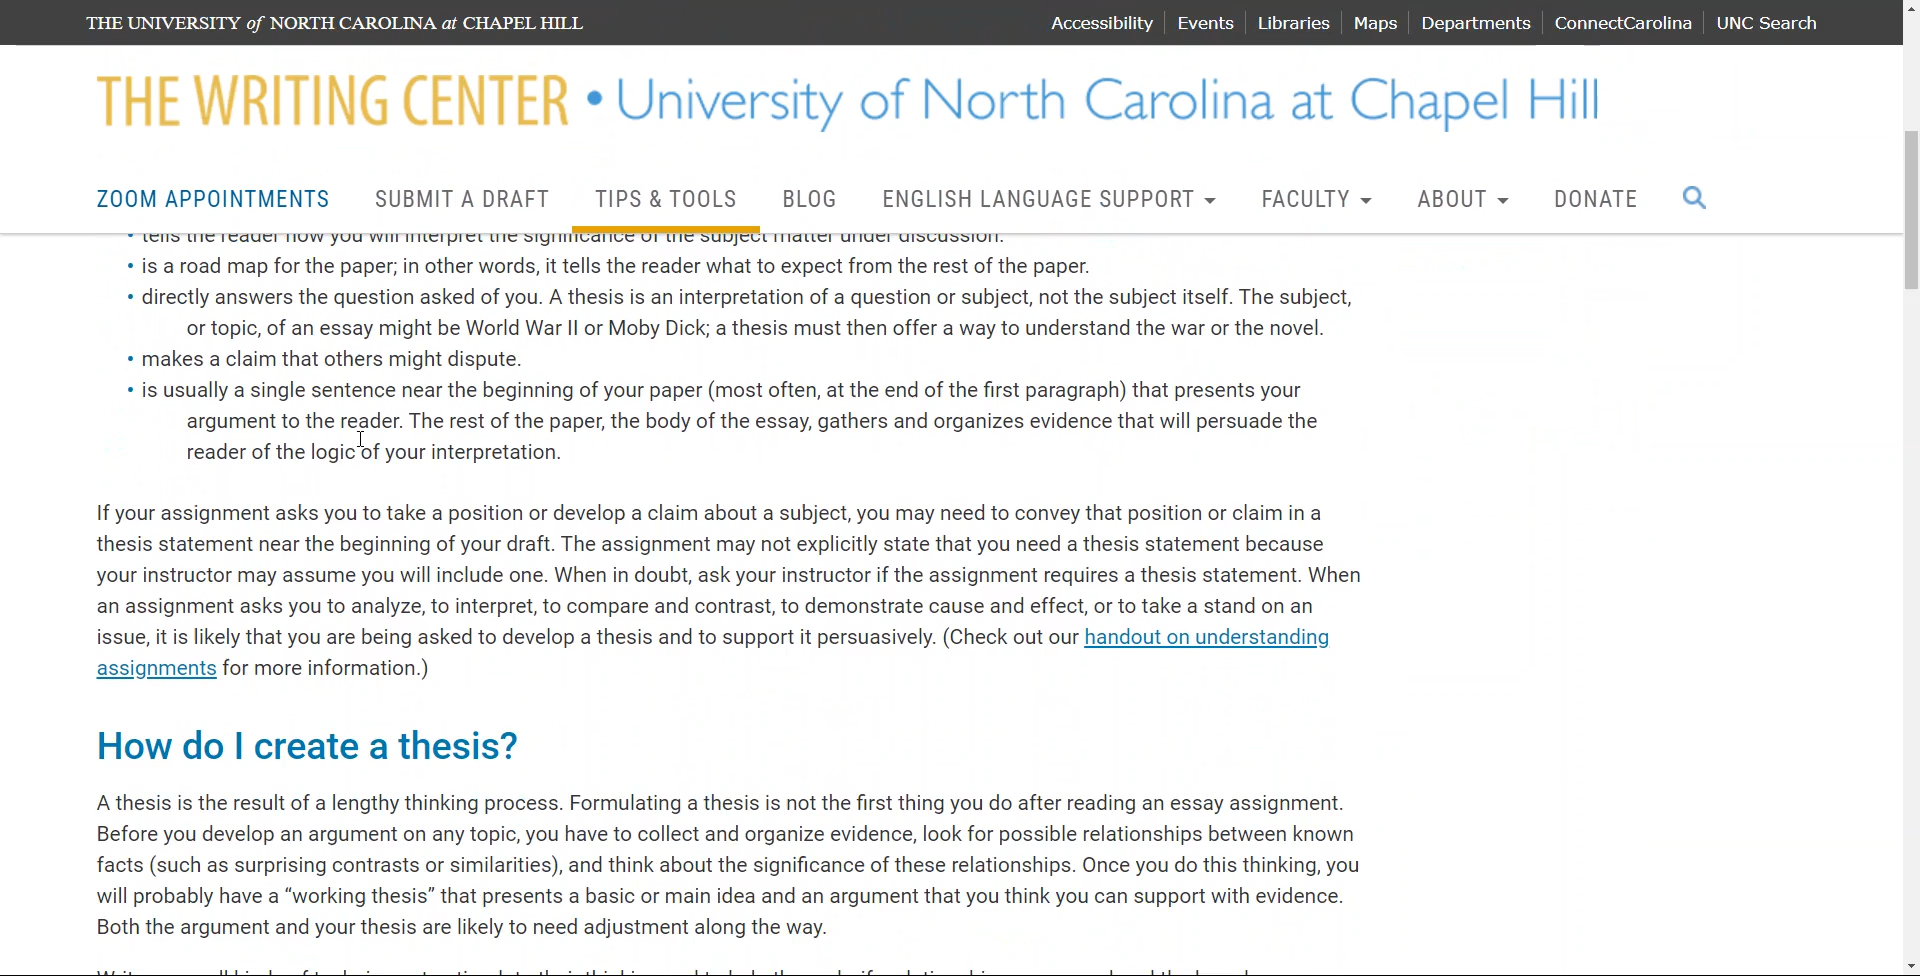 THE UNIVERSITY of NORTH CAROLINA at CHAPEL HILL
Accessibility Events Libraries Maps Departments ConnectCarolina UNC Search
THE WRITING CENTER • University of North Carolina at Chapel Hill
ZOOM APPOINTMENTS SUBMIT A DRAFT TIPS & TOOLS BLOG ENGLISH LANGUAGE SUPPORT FACULTY ABOUT DONATE
• tells the reader how you will interpret the significance of the subject matter under discussion.
• is a road map for the paper; in other words, it tells the reader what to expect from the rest of the paper.
• directly answers the question asked of you. A thesis is an interpretation of a question or subject, not the subject itself. The subject,
or topic, of an essay might be World War II or Moby Dick; a thesis must then offer a way to understand the war or the novel.
• makes a claim that others might dispute.
• is usually a single sentence near the beginning of your paper (most often, at the end of the first paragraph) that presents your
argument to the reader. The rest of the paper, the body of the essay, gathers and organizes evidence that will persuade the
reader of the logic of your interpretation.
If your assignment asks you to take a position or develop a claim about a subject, you may need to convey that position or claim in a
thesis statement near the beginning of your draft. The assignment may not explicitly state that you need a thesis statement because
your instructor may assume you will include one. When in doubt, ask your instructor if the assignment requires a thesis statement. When
an assignment asks you to analyze, to interpret, to compare and contrast, to demonstrate cause and effect, or to take a stand on an
issue, it is likely that you are being asked to develop a thesis and to support it persuasively. (Check out our handout on understanding
assignments for more information.)
How do I create a thesis?
A thesis is the result of a lengthy thinking process. Formulating a thesis is not the first thing you do after reading an essay assignment.
Before you develop an argument on any topic, you have to collect and organize evidence, look for possible relationships between known
facts (such as surprising contrasts or similarities), and think about the significance of these relationships. Once you do this thinking, you
will probably have a “working thesis” that presents a basic or main idea and an argument that you think you can support with evidence.
Both the argument and your thesis are likely to need adjustment along the way.